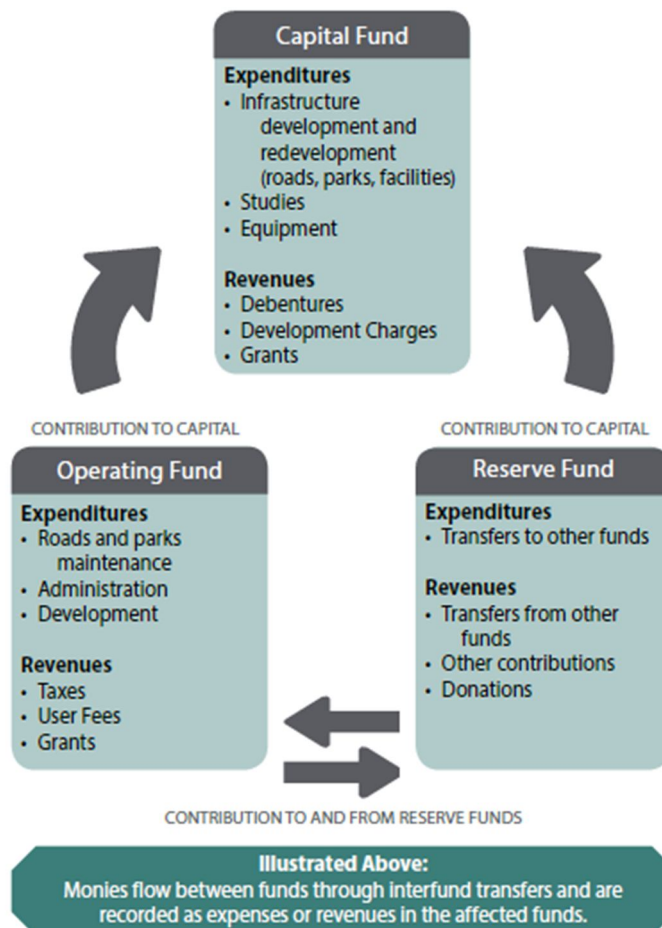 Capital Fund
Expenditures
• Infrastructure
development and
redevelopment
(roads, parks, facilities)
• Studies
• Equipment
Revenues
• Debentures
• Development Charges
• Grants
CONTRIBUTION TO CAPITAL
Operating Fund
Expenditures
• Roads and parks
maintenance
• Administration
• Development
Revenues
• Taxes
• User Fees
• Grants
CONTRIBUTION TO CAPITAL
Reserve Fund
Expenditures
• Transfers to other funds
Revenues
• Transfers from other
funds
• Other contributions
• Donations
CONTRIBUTION TO AND FROM RESERVE FUNDS
Illustrated Above:
Monies flow between funds through interfund transfers and are
recorded as expenses or revenues in the affected funds.